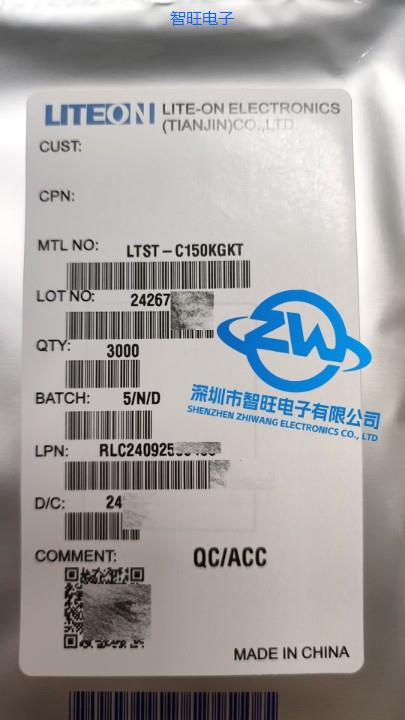 智旺电子
LITEON LITE-ON ELECTRONICS
(TIANJIN)CO.,LTD.
CUST:
CPN:
MTL NO: LTST-C150KGKT
LOT NO: 24267
QTY: 3000
ZW
深圳市智旺电子有限公司
SHENZHEN ZHIWANG ELECTRONICS CO., LTD
BATCH: 5/N/D
LPN: RLC24092
D/C: 24
COMMENT: QC/ACC
MADE IN CHINA